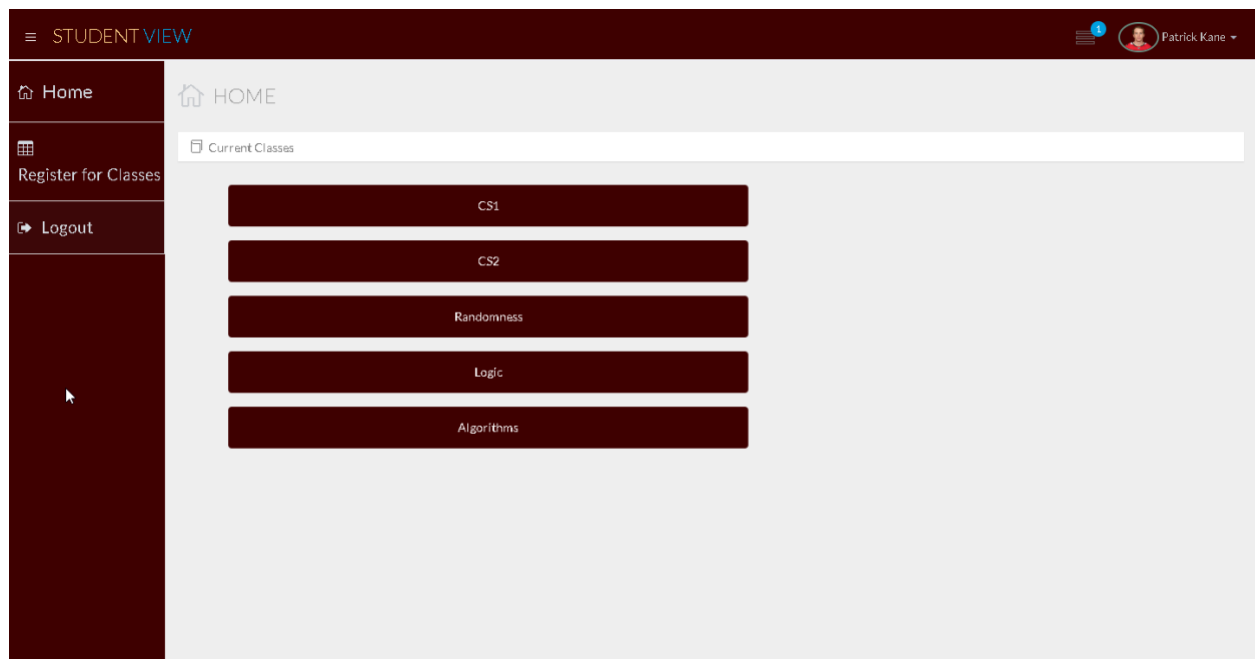 STUDENT VIEW
1
Patrick Kane
Home
Register for Classes
Logout
HOME
Current Classes
CS1
CS2
Randomness
Logic
Algorithms